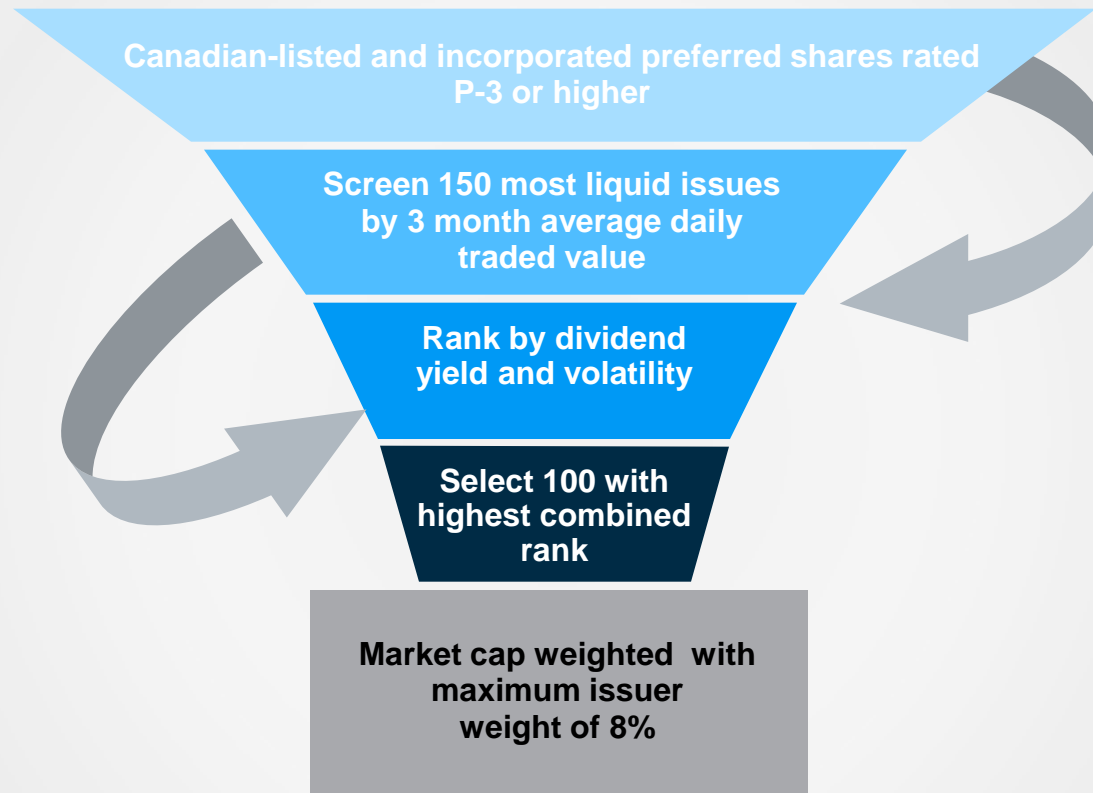 Canadian-listed and incorporated preferred shares rated
P-3 or higher
Screen 150 most liquid issues
by 3 month average daily
traded value
Rank by dividend
yield and volatility
Select 100 with
highest combined
rank
Market cap weighted  with
maximum issuer
weight of 8%